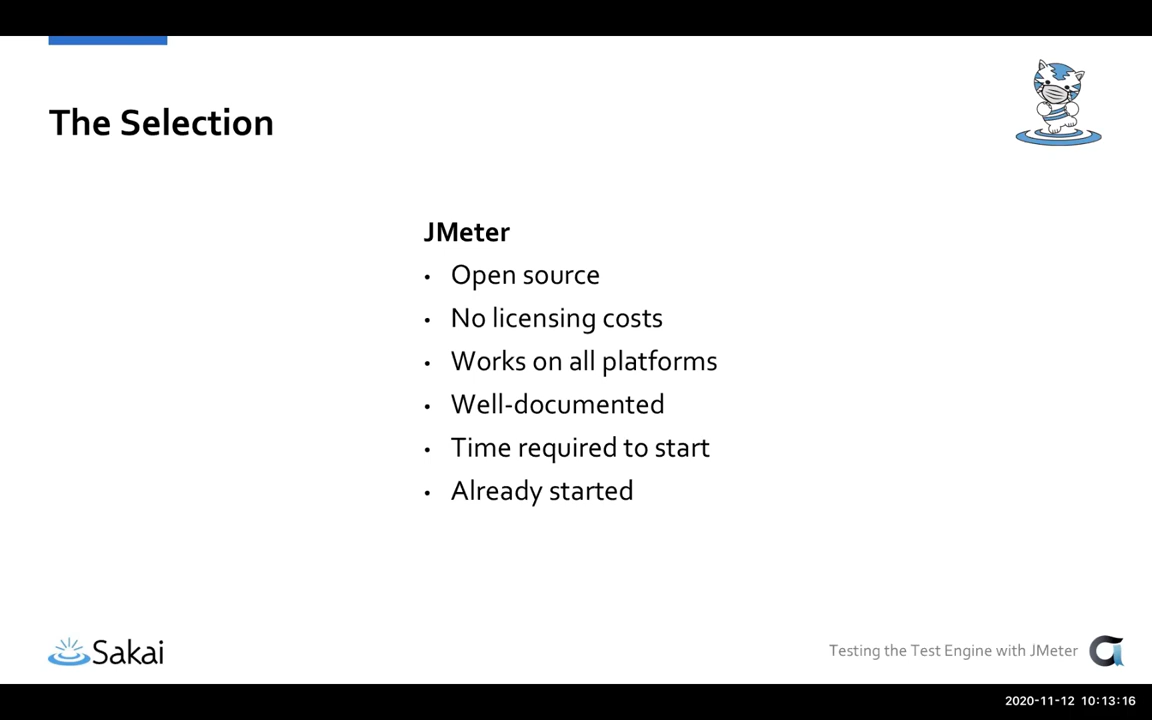 The Selection
JMeter
• Open source
• No licensing costs
• Works on all platforms
• Well-documented
• Time required to start
• Already started
Sakai
Testing the Test Engine with JMeter
2020-11-12 10:13:16